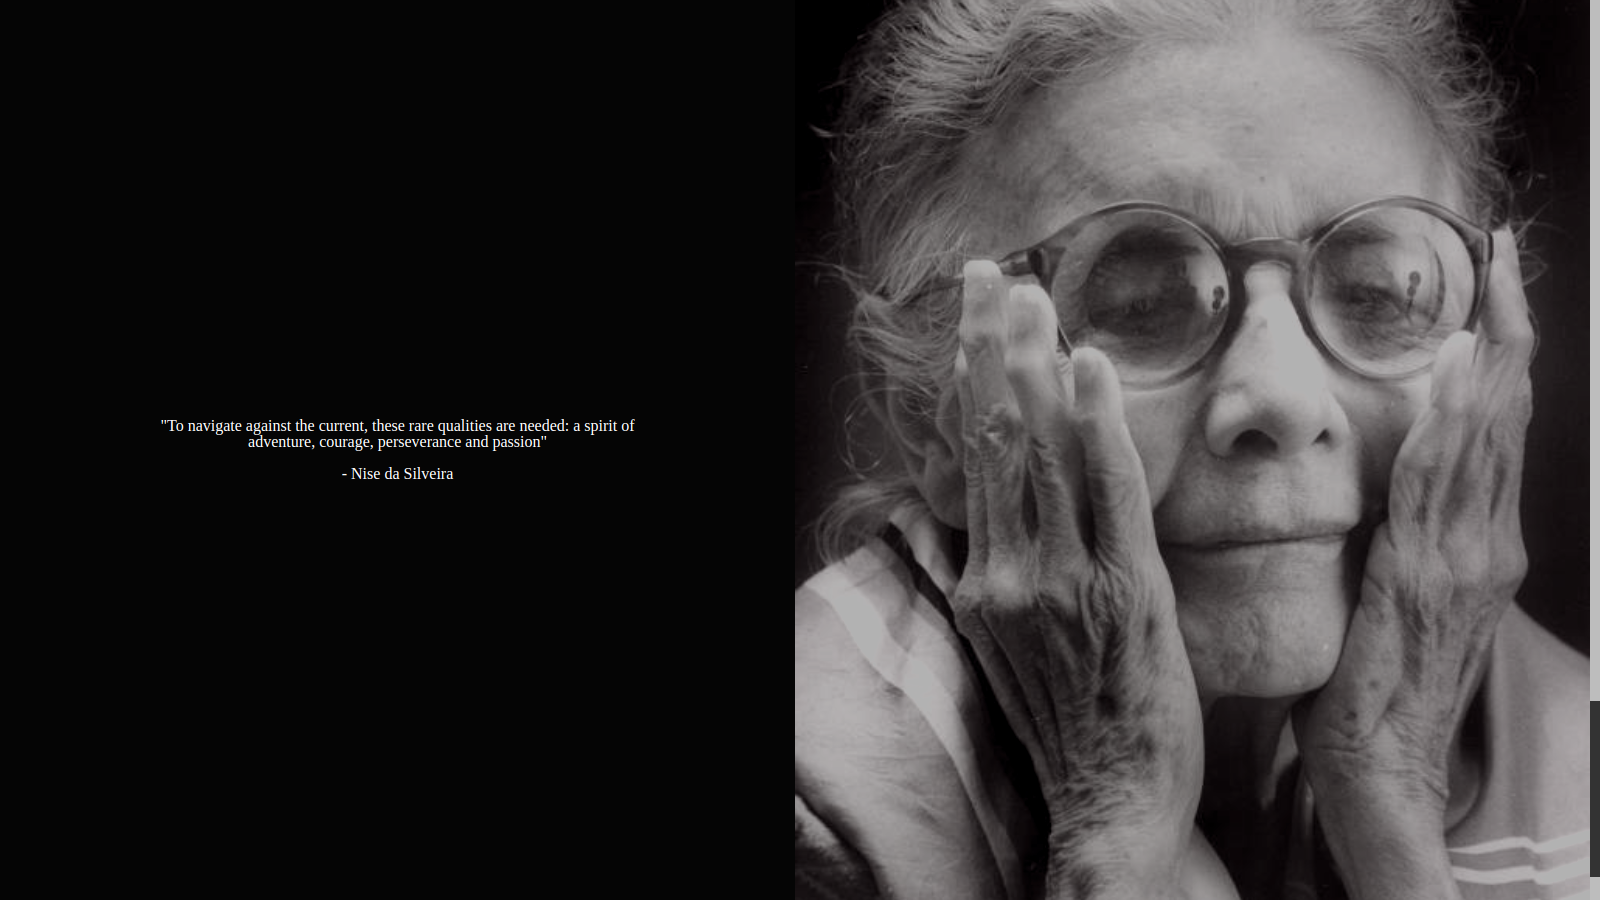 "To navigate against the current, these rare qualities are needed: a spirit of
adventure, courage, perseverance and passion"
- Nise da Silveira